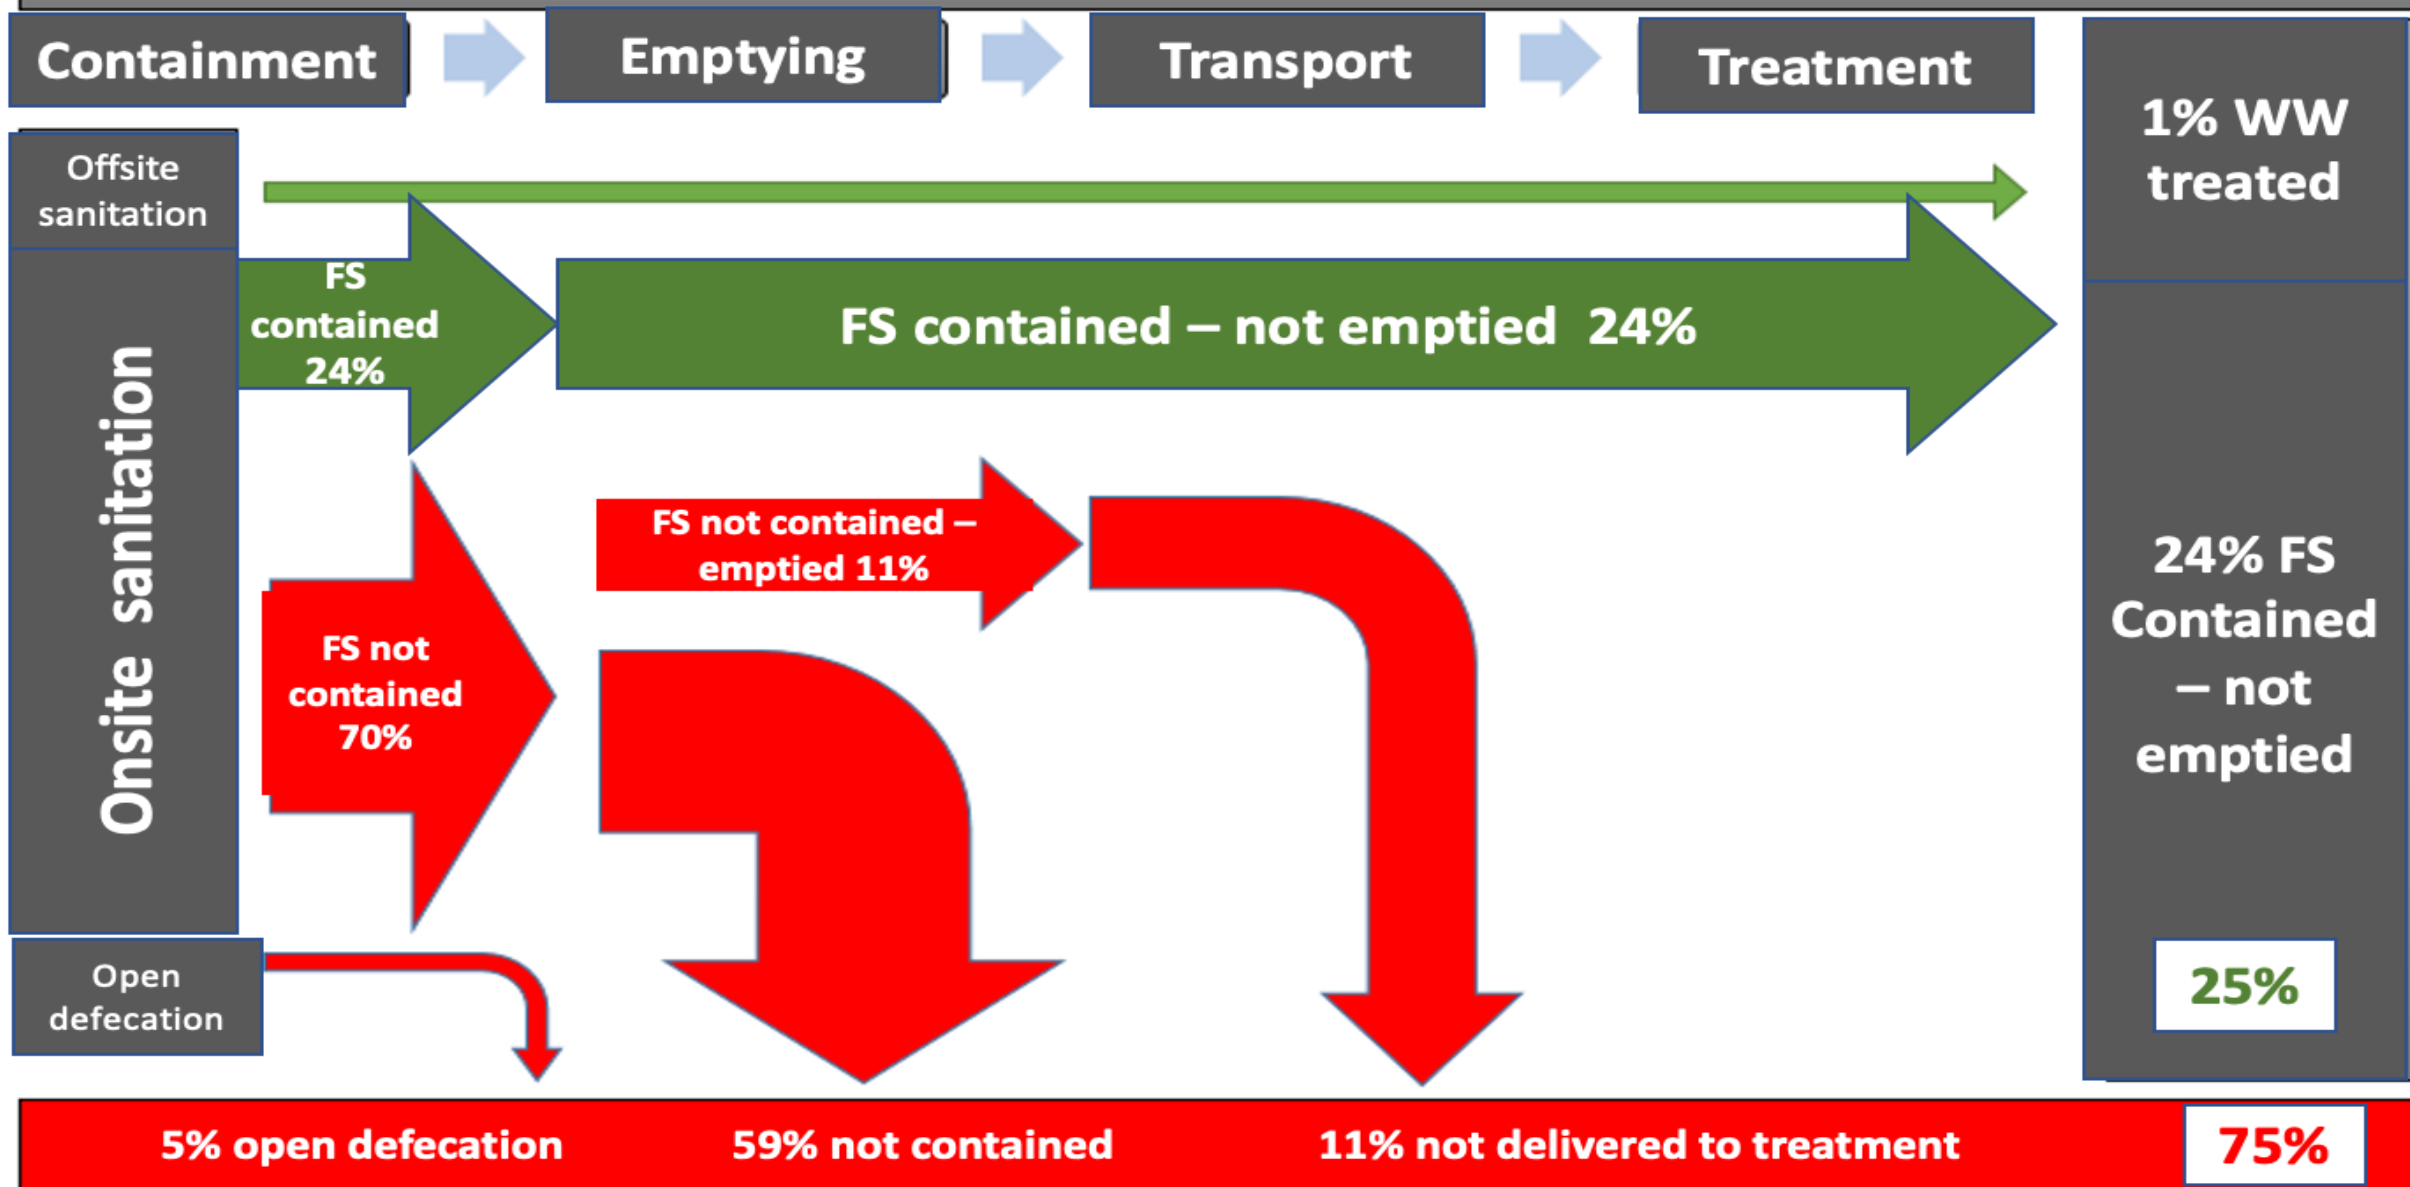 Containment
Emptying
Transport
Treatment
1% WW
treated
Offsite
sanitation
FS
contained
24%
FS contained – not emptied 24%
Onsite sanitation
FS not contained –
emptied 11%
FS not
contained
70%
24% FS
Contained
– not
emptied
Open
defecation
25%
5% open defecation
59% not contained
11% not delivered to treatment
75%